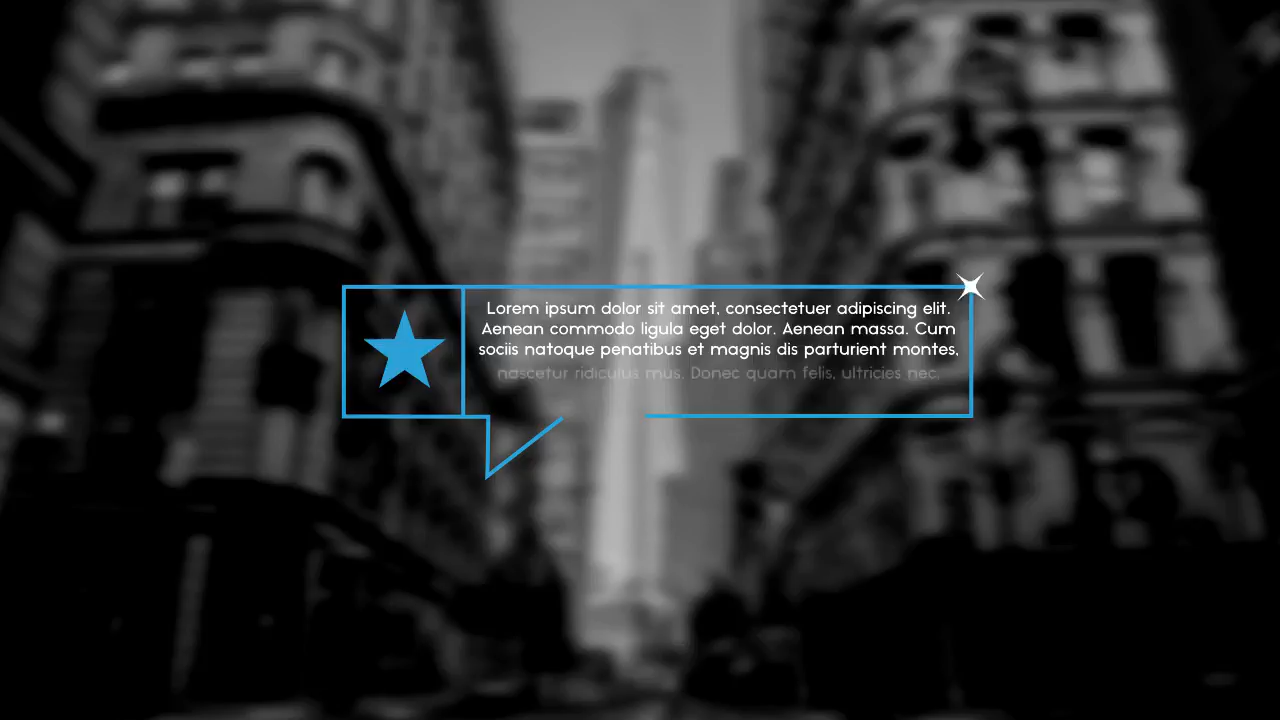 Lorem ipsum dolor sit amet, consectetuer adipiscing elit.
Aenean commodo ligula eget dolor. Aenean massa. Cum
sociis natoque penatibus et magnis dis parturient montes,
nascetur ridiculus mus. Donec quam felis, ultricies nec,